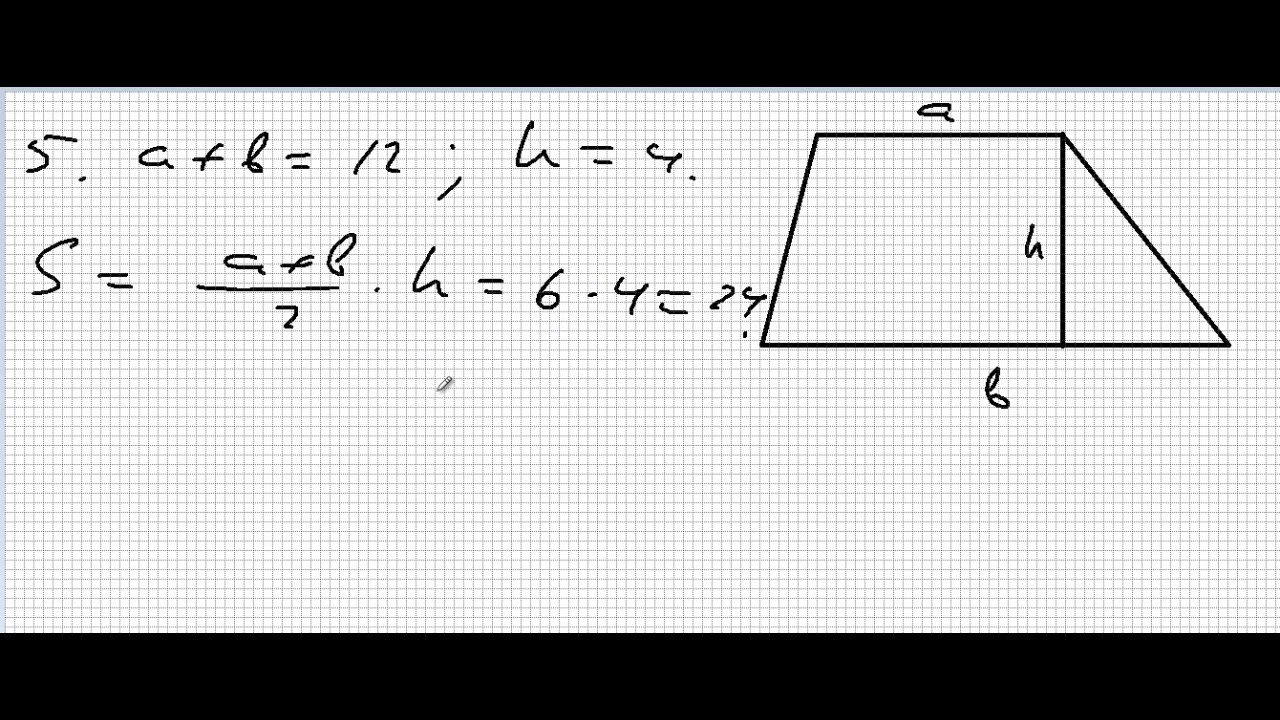 5. a + b = 12 ; h = 4.
S = a + b / 2 · h = 6 · 4 = 24.
a
h
b